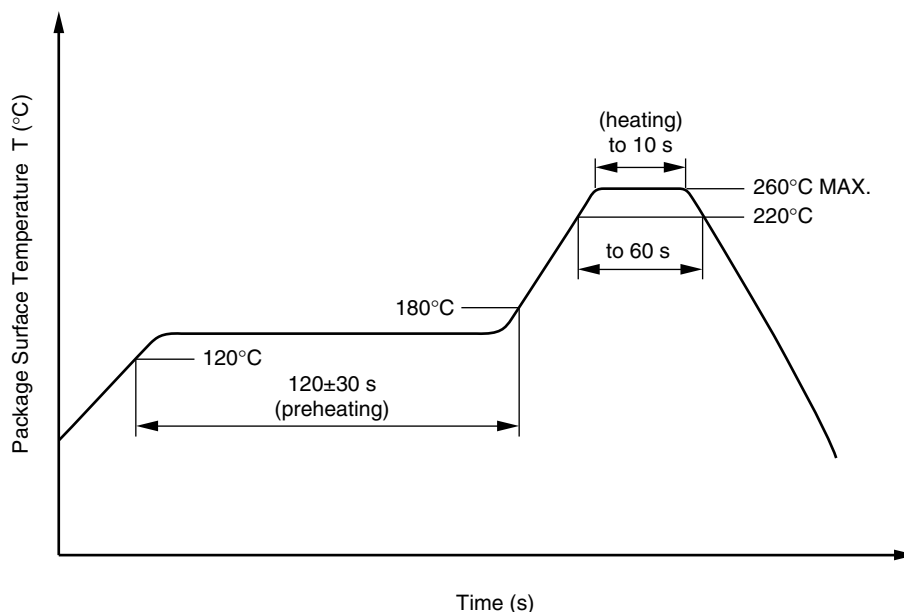 Package Surface Temperature T (°C)
(heating)
to 10 s
260°C MAX.
220°C
to 60 s
180°C
120°C
120±30 s
(preheating)
Time (s)